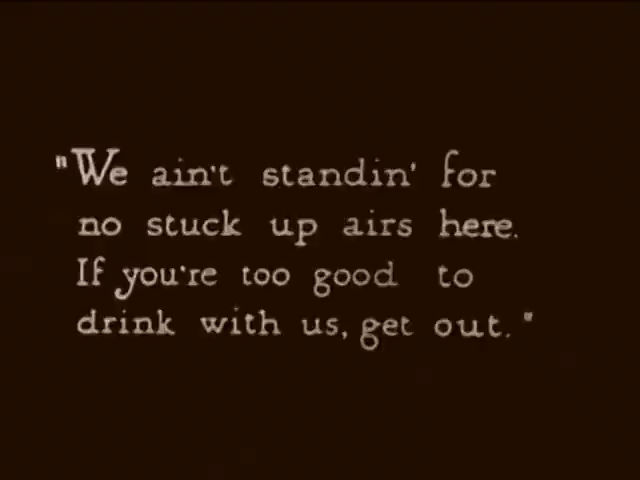 "We ain't standin' for
no stuck up airs here.
If you're too good to
drink with us, get out."